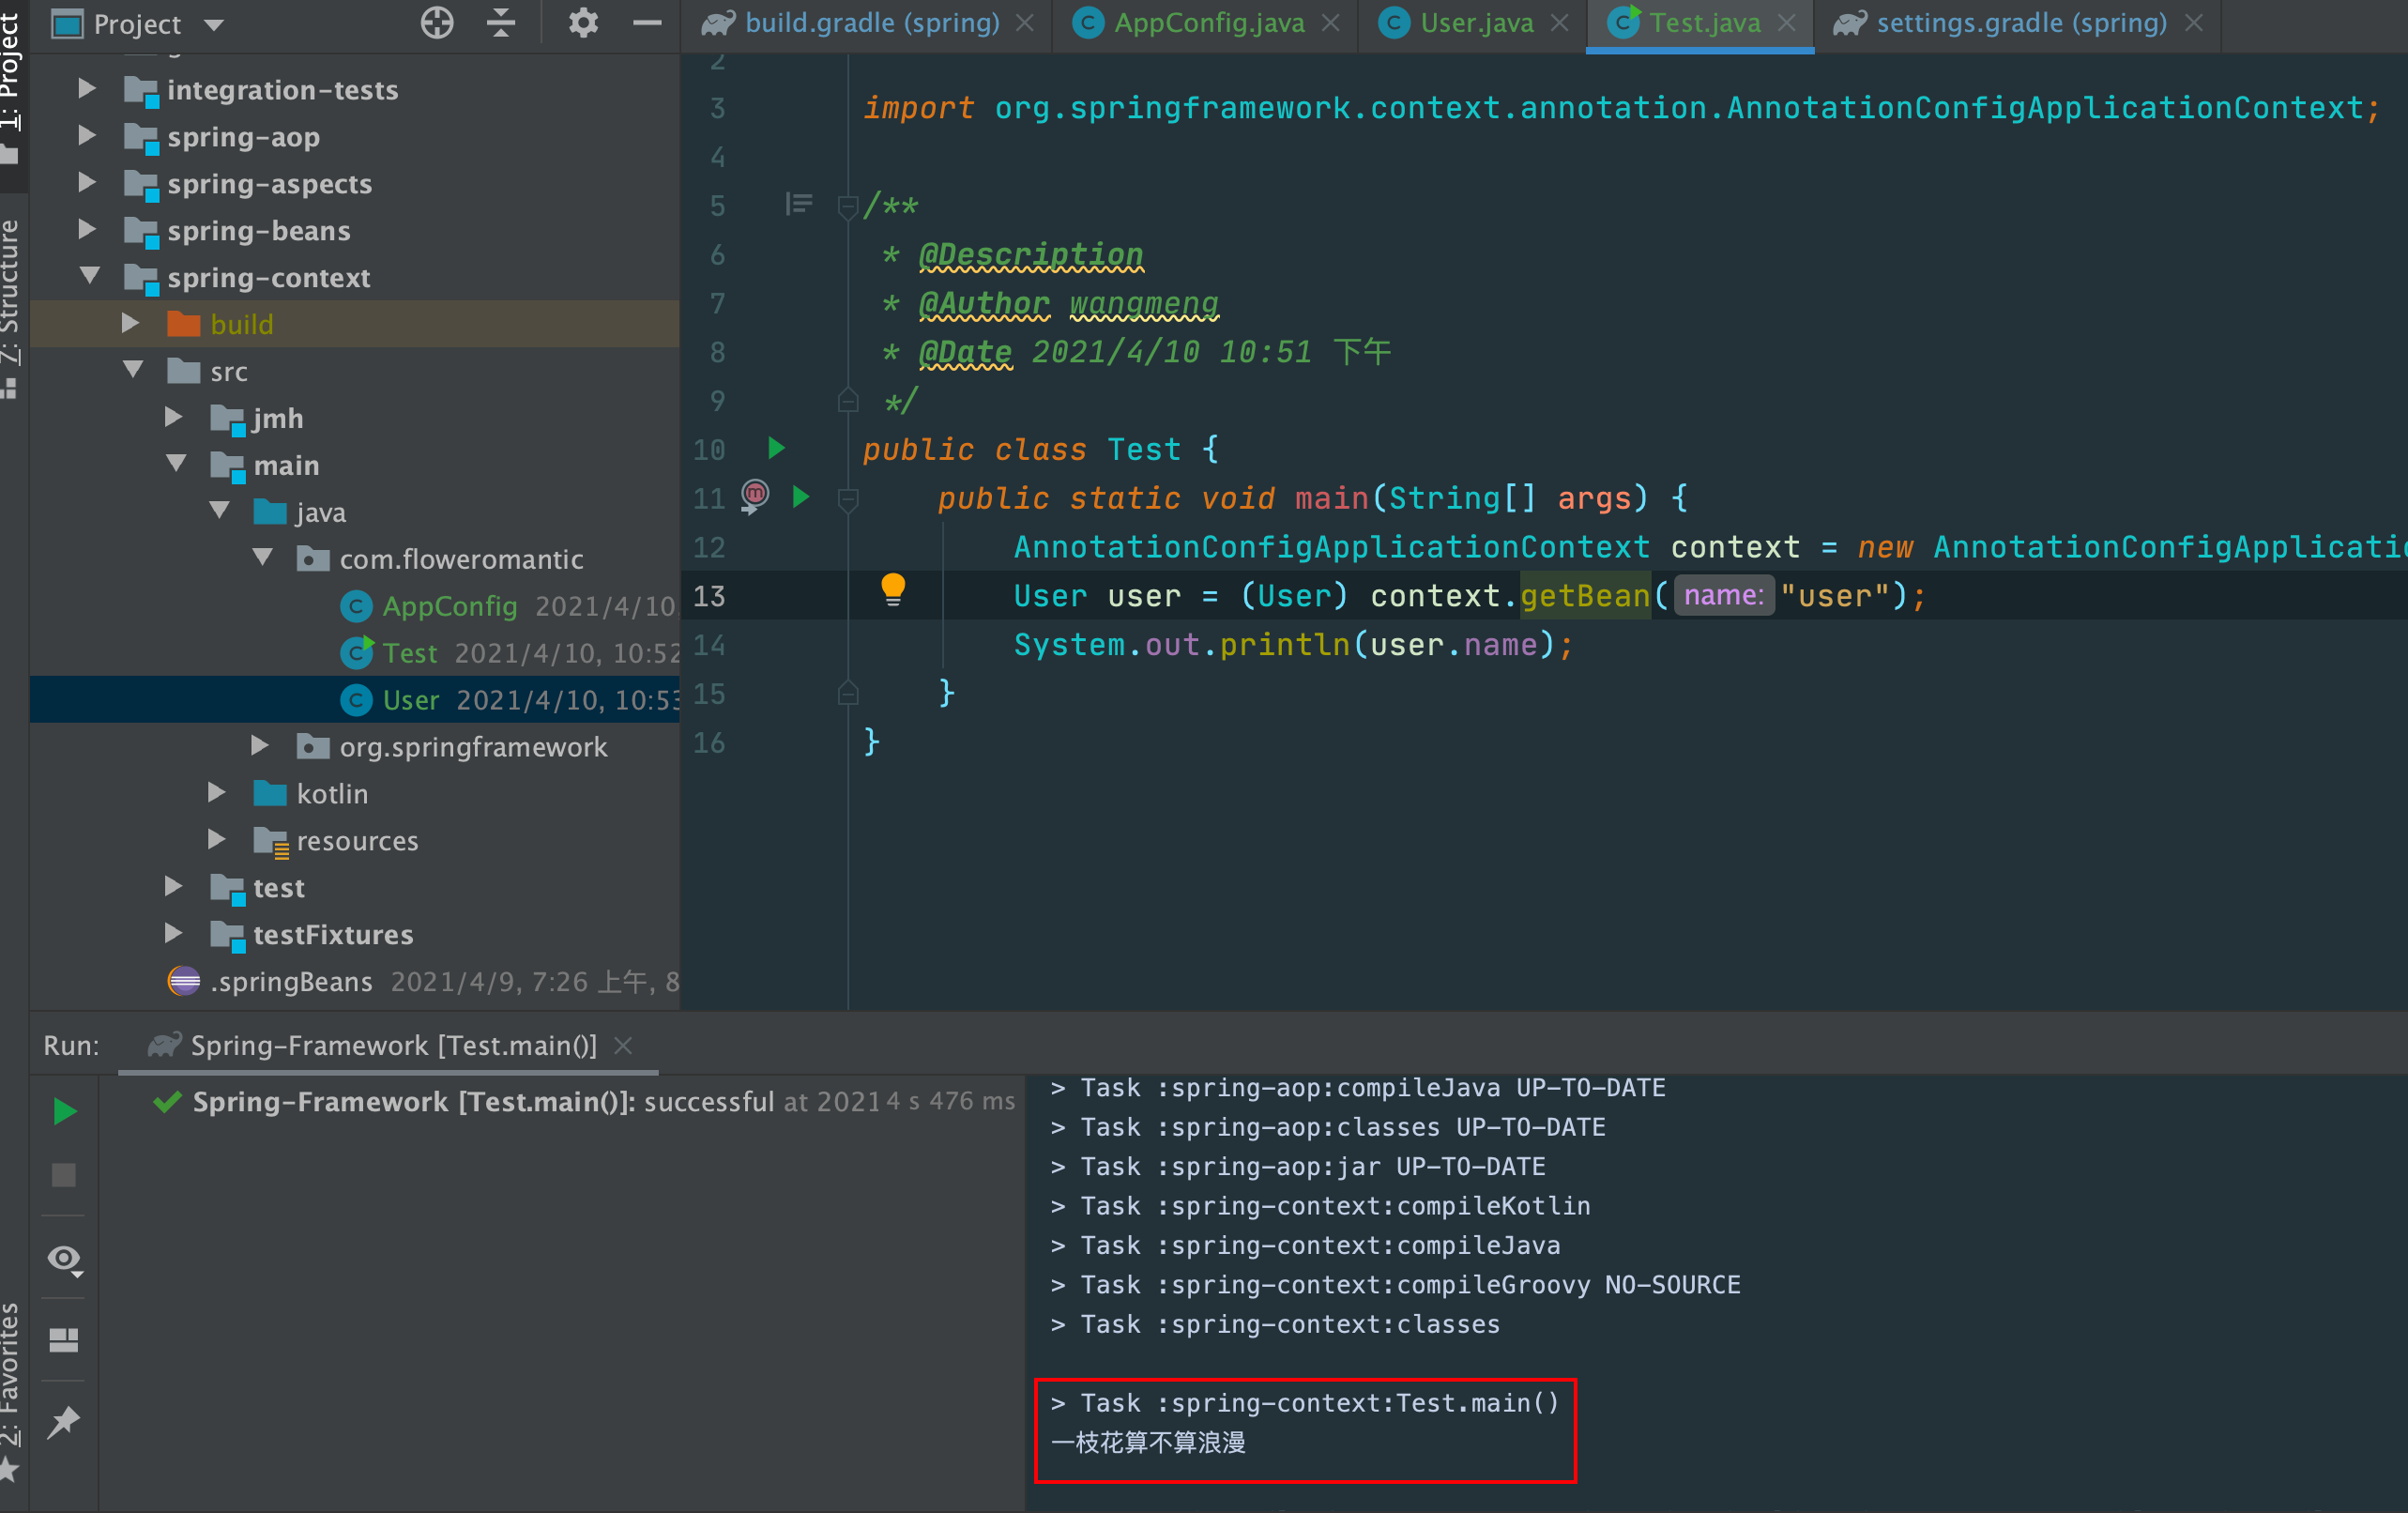 Project
build.gradle (spring)
AppConfig.java
User.java
Test.java
settings.gradle (spring)
1: Project
7: Structure
2: Favorites
integration-tests
spring-aop
spring-aspects
spring-beans
spring-context
build
src
jmh
main
java
com.floweromantic
AppConfig 2021/4/10,
Test 2021/4/10, 10:52
User 2021/4/10, 10:53
org.springframework
kotlin
resources
test
testFixtures
.springBeans 2021/4/9, 7:26 上午, 8
2
3 import org.springframework.context.annotation.AnnotationConfigApplicationContext;
4
5 /**
6 * @Description
7 * @Author wangmeng
8 * @Date 2021/4/10 10:51 下午
9 */
10 public class Test {
11 public static void main(String[] args) {
12 AnnotationConfigApplicationContext context = new AnnotationConfigApplicatio
13 User user = (User) context.getBean( name: "user");
14 System.out.println(user.name);
15 }
16 }
Run: Spring-Framework [Test.main()]
Spring-Framework [Test.main()]: successful at 2021 4 s 476 ms
> Task :spring-aop:compileJava UP-TO-DATE
> Task :spring-aop:classes UP-TO-DATE
> Task :spring-aop:jar UP-TO-DATE
> Task :spring-context:compileKotlin
> Task :spring-context:compileJava
> Task :spring-context:compileGroovy NO-SOURCE
> Task :spring-context:classes
> Task :spring-context:Test.main()
一枝花算不算浪漫